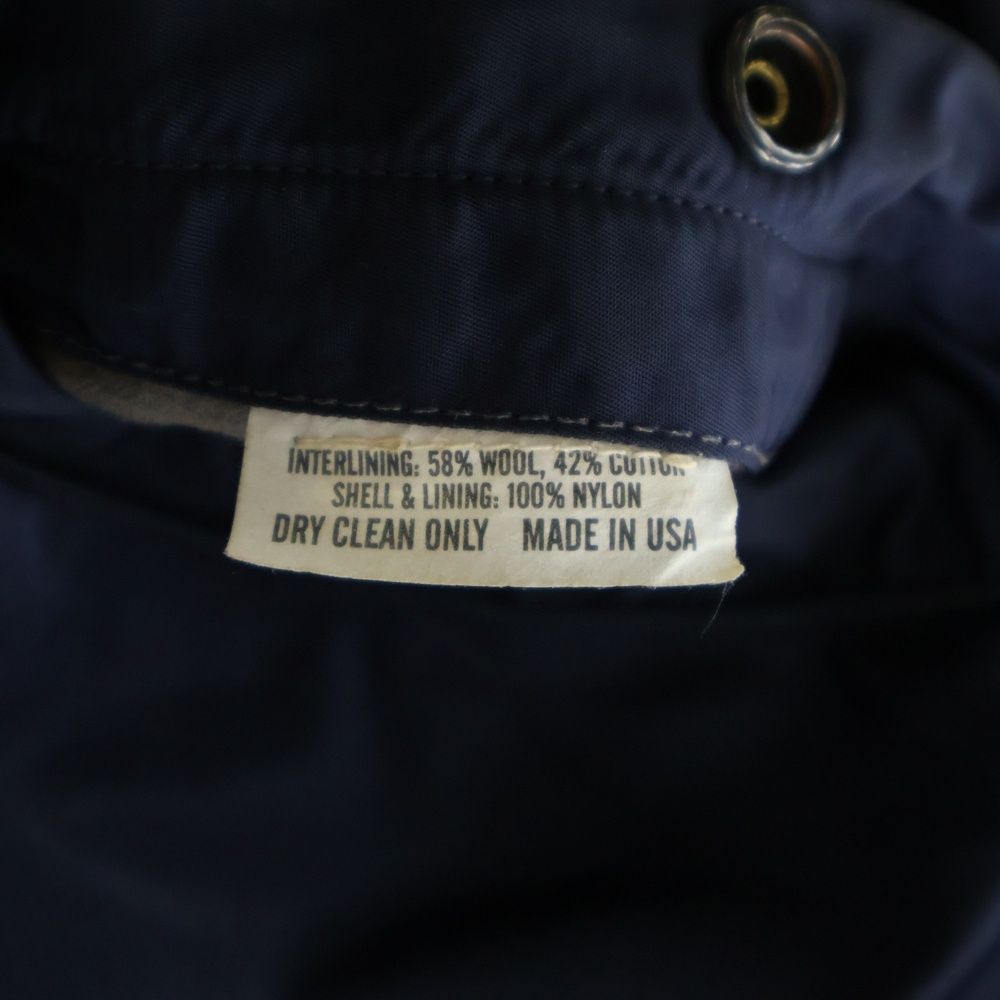 INTERLINING: 58% WOOL, 42% COTTON
SHELL & LINING: 100% NYLON
DRY CLEAN ONLY MADE IN USA